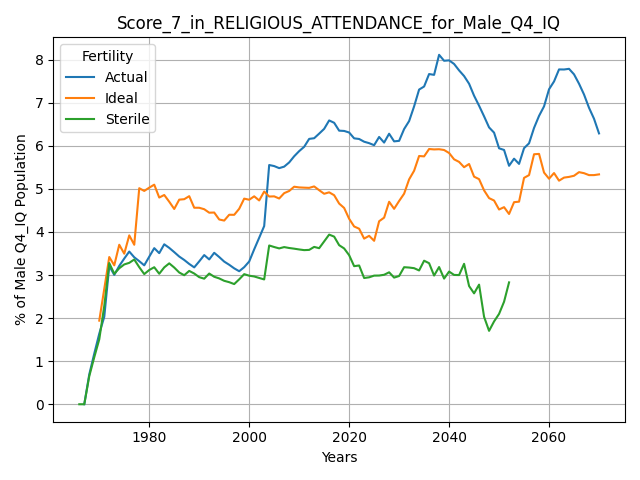 Score_7_in_RELIGIOUS_ATTENDANCE_for_Male_Q4_IQ
Fertility
Actual
Ideal
Sterile
% of Male Q4_IQ Population
8
7
6
5
4
3
2
1
0
1980
2000
2020
2040
2060
Years